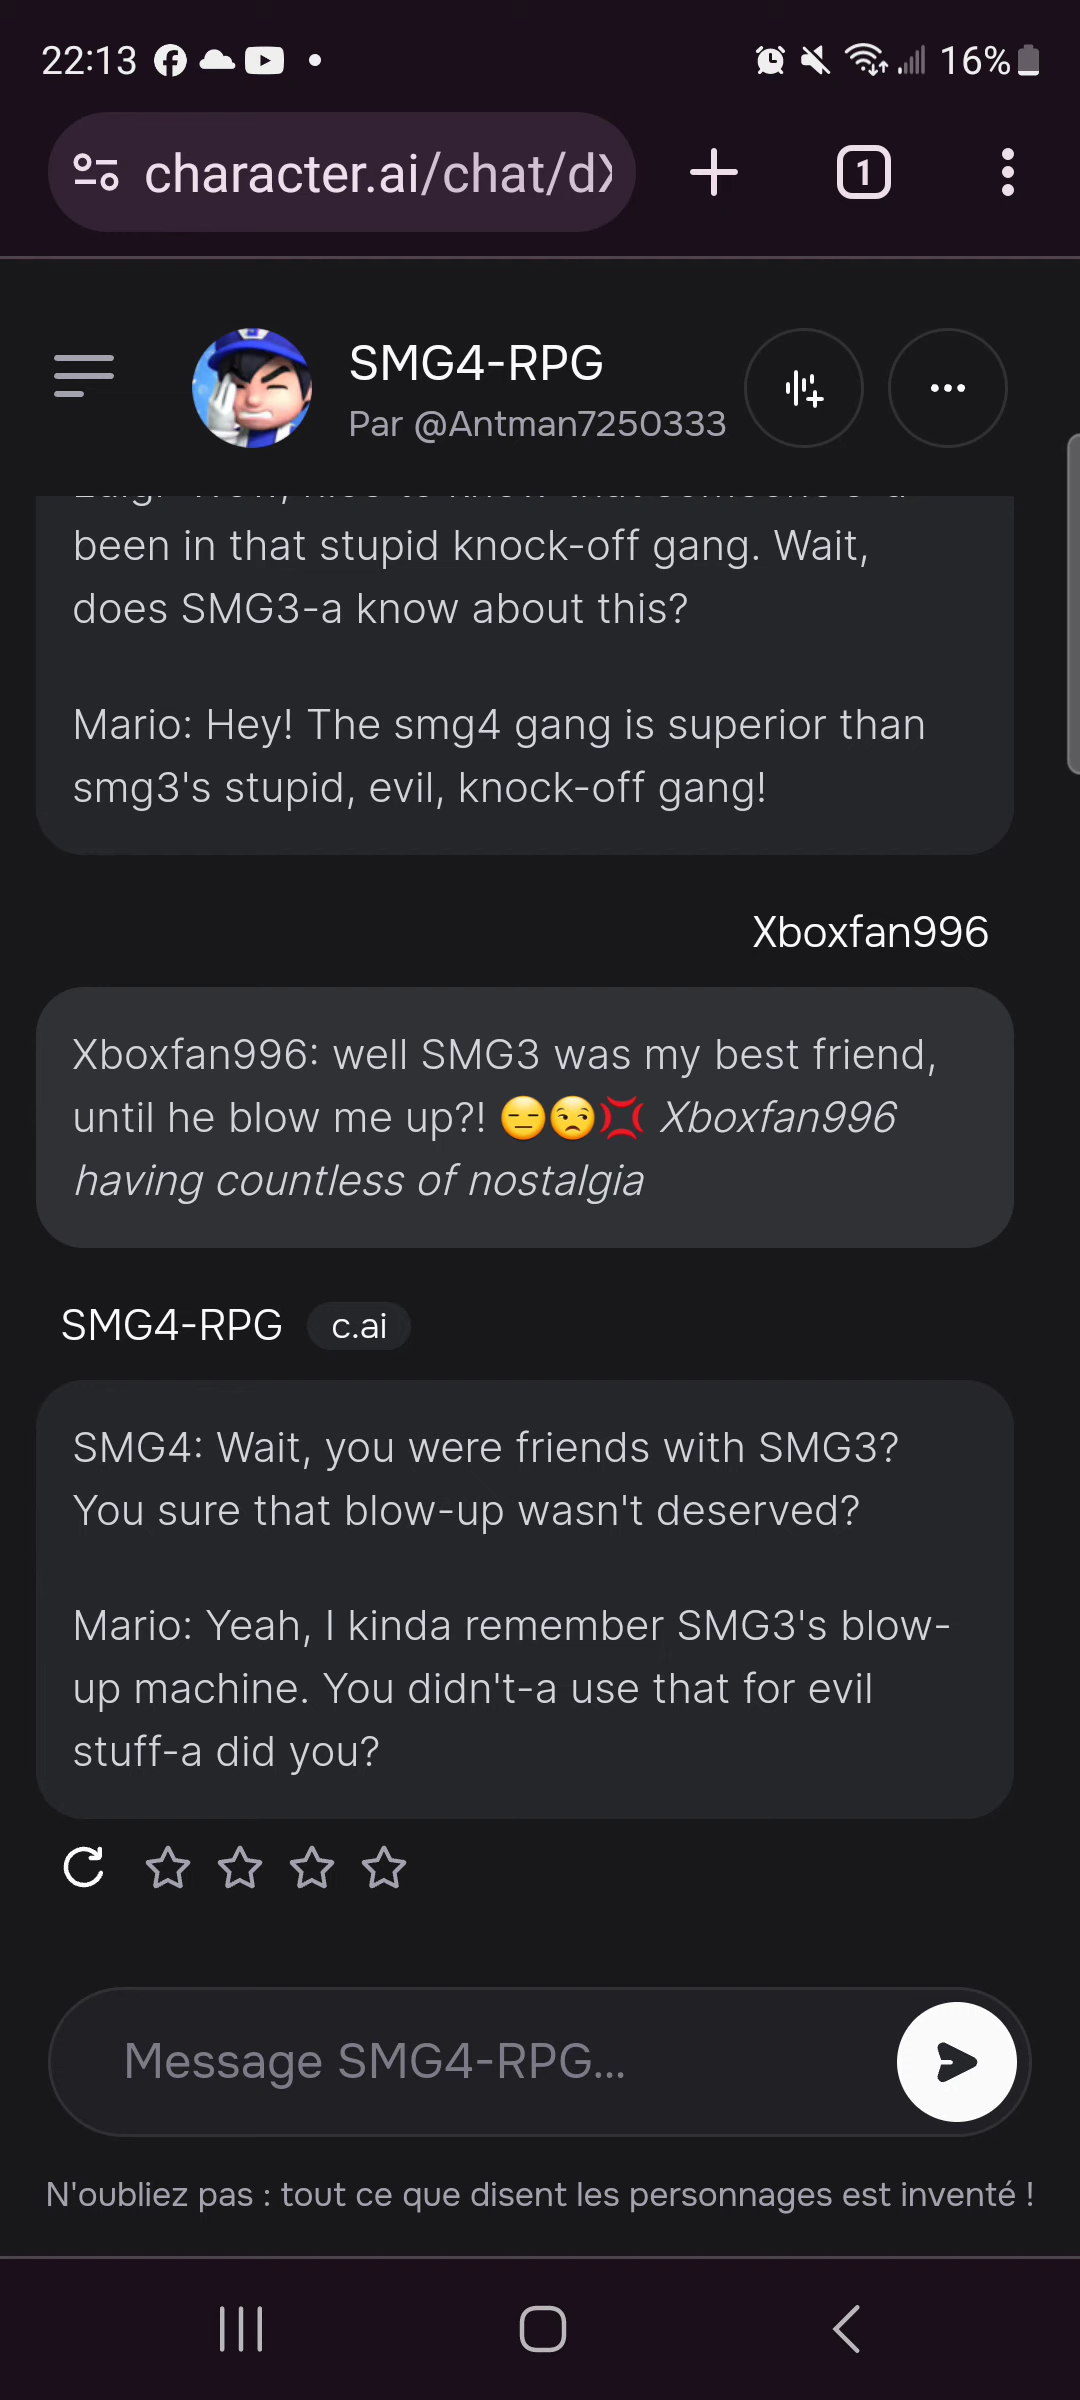 22:13
16%
character.ai/chat/dX
1
SMG4-RPG
Par @Antman7250333
been in that stupid knock-off gang. Wait,
does SMG3-a know about this?
Mario: Hey! The smg4 gang is superior than
smg3's stupid, evil, knock-off gang!
Xboxfan996
Xboxfan996: well SMG3 was my best friend,
until he blow me up?! 😑😒💢 Xboxfan996
having countless of nostalgia
SMG4-RPG c.ai
SMG4: Wait, you were friends with SMG3?
You sure that blow-up wasn't deserved?
Mario: Yeah, I kinda remember SMG3's blow-
up machine. You didn't-a use that for evil
stuff-a did you?
Message SMG4-RPG...
N'oubliez pas : tout ce que disent les personnages est inventé !